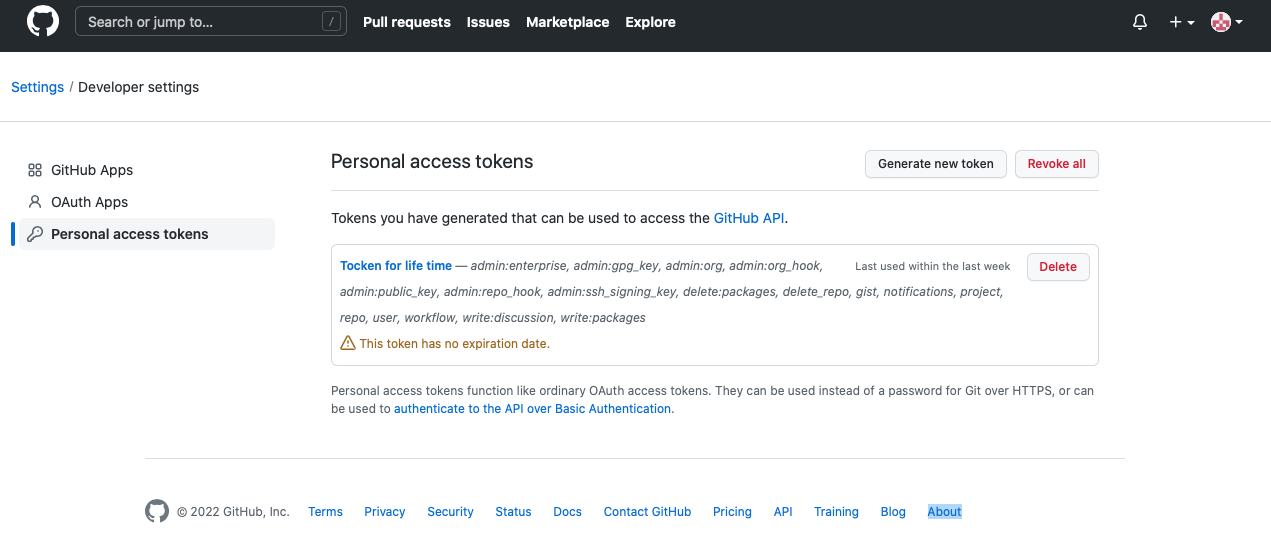 Search or jump to... /
Pull requests Issues Marketplace Explore
Settings / Developer settings
GitHub Apps
OAuth Apps
Personal access tokens
Personal access tokens
Generate new token
Revoke all
Tokens you have generated that can be used to access the GitHub API.
Tocken for life time — admin:enterprise, admin:gpg_key, admin:org, admin:org_hook,
admin:public_key, admin:repo_hook, admin:ssh_signing_key, delete:packages, delete_repo, gist, notifications, project,
repo, user, workflow, write:discussion, write:packages
Last used within the last week
Delete
This token has no expiration date.
Personal access tokens function like ordinary OAuth access tokens. They can be used instead of a password for Git over HTTPS, or can
be used to authenticate to the API over Basic Authentication.
© 2022 GitHub, Inc. Terms Privacy Security Status Docs Contact GitHub Pricing API Training Blog About